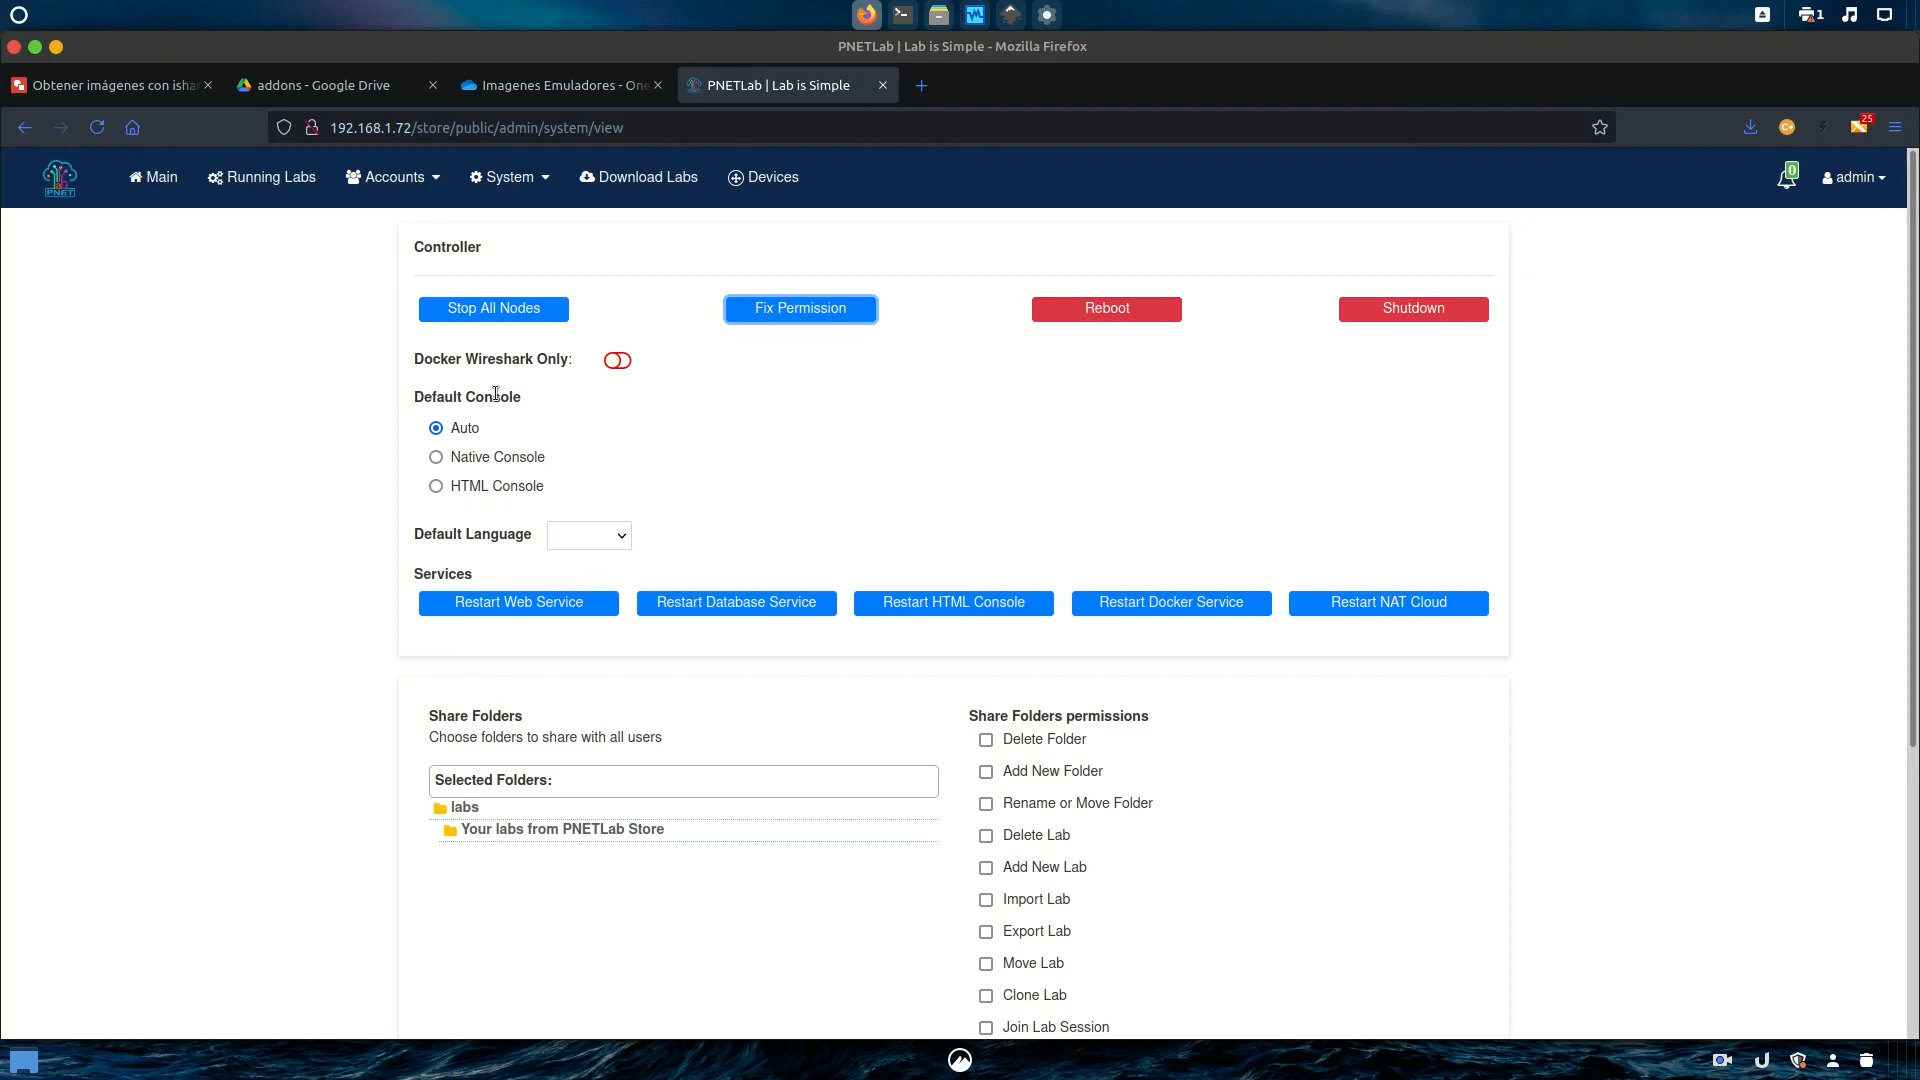 1
PNETLab | Lab is Simple - Mozilla Firefox
Obtener imágenes con isha
addons - Google Drive
Imagenes Emuladores - One
PNETLab | Lab is Simple
192.168.1.72/store/public/admin/system/view
25
PNET
Main
Running Labs
Accounts
System
Download Labs
Devices
0
admin
Controller
Stop All Nodes
Fix Permission
Reboot
Shutdown
Docker Wireshark Only:
Default Console
Auto
Native Console
HTML Console
Default Language
Services
Restart Web Service
Restart Database Service
Restart HTML Console
Restart Docker Service
Restart NAT Cloud
Share Folders
Choose folders to share with all users
Selected Folders:
labs
Your labs from PNETLab Store
Share Folders permissions
Delete Folder
Add New Folder
Rename or Move Folder
Delete Lab
Add New Lab
Import Lab
Export Lab
Move Lab
Clone Lab
Join Lab Session